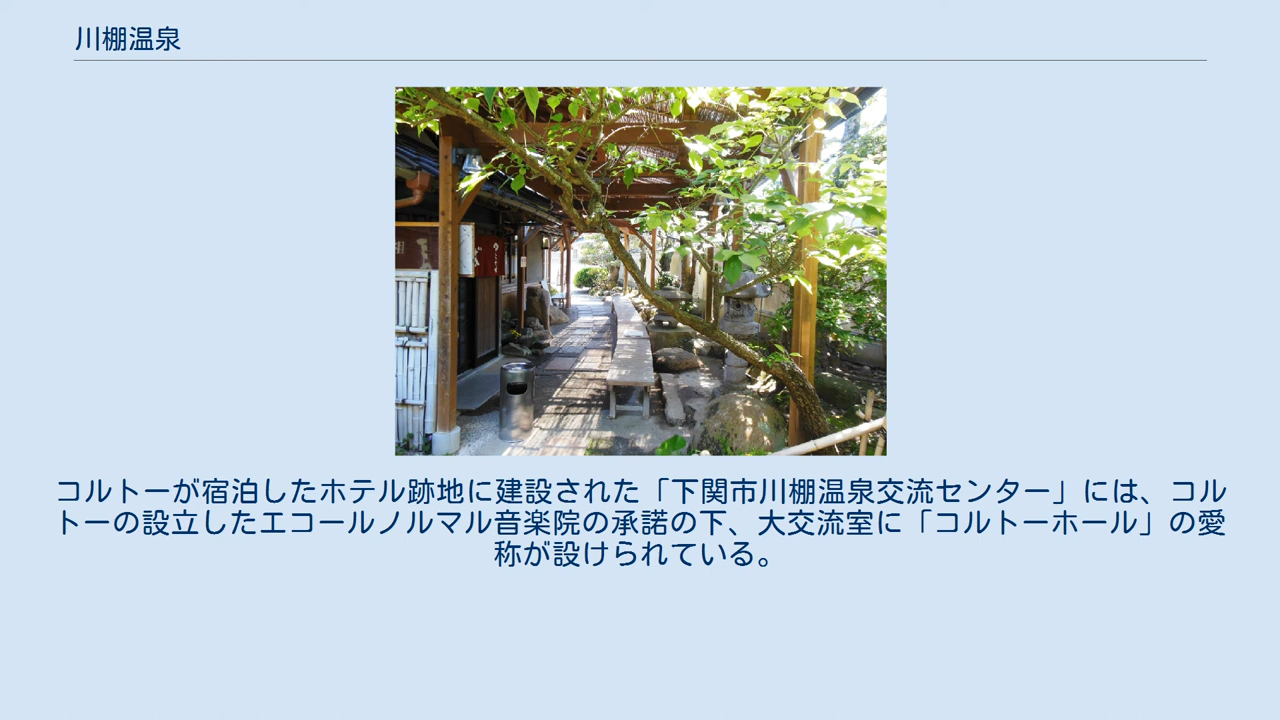 川棚温泉
コルトーが宿泊したホテル跡地に建設された「下関市川棚温泉交流センター」には、コル
トーの設立したエコールノルマル音楽院の承諾の下、大交流室に「コルトーホール」の愛
称が設けられている。